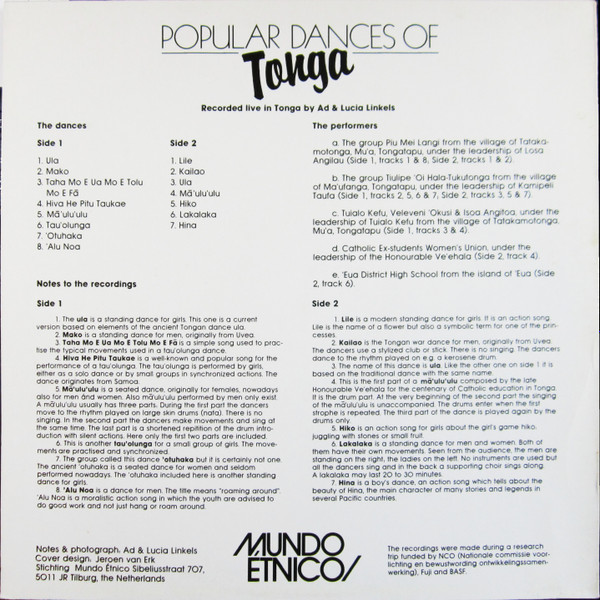 POPULAR DANCES OF
Tonga
Recorded live in Tonga by Ad & Lucia Linkels
The dances
Side 1
1. Ula
2. Mako
3. Taha Mo E Ua Mo E Tolu
Mo E Fā
4. Hiva He Pitu Taukae
5. Mā'ulu'ulu
6. Tau'olunga
7. 'Otuhaka
8. 'Alu Noa
Side 2
1. Lile
2. Kailao
3. Ula
4. Mā'ulu'ulu
5. Hiko
6. Lakalaka
7. Hina
The performers
a. The group Piu Mei Langi from the village of Tataka-
motonga, Mu'a, Tongatapu, under the leadership of Losa
Angilau (Side 1, tracks 1 & 8, Side 2, tracks 1 & 2).
b. The group Tiulipe 'Oi Hala-Tukutonga from the village
of Ma'ufanga, Tongatapu, under the leadership of Kamipeli
Taufa (Side 1, tracks 2, 5, 6 & 7, Side 2, tracks 3, 5 & 7).
c. Tuialo Kefu, Veleveni 'Okusi & Isoa Angitoa, under the
leadership of Tuialo Kefu from the village of Tatakamotonga,
Mu'a, Tongatapu (Side 1, tracks 3 & 4).
d. Catholic Ex-students Women's Union, under the
leadership of the Honourable Ve'ehala (Side 2, track 4).
e. 'Eua District High School from the island of 'Eua (Side
2, track 6).
Notes to the recordings
Side 1
1. The ula is a standing dance for girls. This one is a current
version based on elements of the ancient Tongan dance ula.
2. Mako is a standing dance for men, originally from Uvea.
3. Taha Mo E Ua Mo E Tolu Mo E Fā is a simple song used to prac-
tise the typical movements used in a tau'olunga dance.
4. Hiva He Pitu Taukae is a well-known and popular song for the
performance of a tau'olunga. The tau'olunga is performed by girls,
either as a solo dance or by small groups in synchronized actions. The
dance originates from Samoa.
5. Mā'ulu'ulu is a seated dance, originally for females, nowadays
also for men and women. Also mā'ulu'ulu performed by men only exist.
A mā'ulu'ulu usually has three parts. During the first part the dancers
move to the rhythm played on large skin drums (nafa). There is no
singing. In the second part the dancers make movements and sing at
the same time. The last part is a shortened repitition of the drum intro-
duction with silent actions. Here only the first two parts are included.
6. This is another tau'olunga for a small group of girls. The move-
ments are practised and synchronized.
7. The group called this dance 'otuhaka but it is certainly not one.
The ancient 'otuhaka is a seated dance for women and seldom
performed nowadays. The 'otuhaka included here is another standing
dance for girls.
8. 'Alu Noa is a dance for men. The title means "roaming around".
'Alu Noa is a moralistic action song in which the youth are advised to
do good work and not just hang or roam around.
Side 2
1. Lile is a modern standing dance for girls. It is an action song.
Lile is the name of a flower but also a symbolic term for one of the prin-
cesses.
2. Kailao is the Tongan war dance for men, originally from Uvea.
The dancers use a stylized club or stick. There is no singing. The dancers
dance to the rhythm played on e.g. a kerosene drum.
3. The name of this dance is ula. Like the other one on side 1 it is
based on the traditional dance with the same name.
4. This is the first part of a mā'ulu'ulu composed by the late
Honourable Ve'ehala for the centenary of Catholic education in Tonga.
It is the drum part. At the very beginning of the second part the singing
of the mā'ulu'ulu is unaccompanied. The drums enter when the first
strophe is repeated. The third part of the dance is played again by the
drums only.
5. Hiko is an action song for girls about the girl's game hiko,
juggling with stones or small fruit.
6. Lakalaka is a standing dance for men and women. Both of
them have their own movements. Seen from the audience, the men are
standing on the right, the ladies on the left. No instruments are used but
all the dancers sing and in the back a supporting choir sings along.
A lakalaka may last 20 to 30 minutes.
7. Hina is a boy's dance, an action song which tells about the
beauty of Hina, the main character of many stories and legends in
several Pacific countries.
Notes & photograph. Ad & Lucia Linkels
Cover design. Jeroen van Erk
Stichting Mundo Étnico Sibeliusstraat 707,
5011 JR Tilburg, the Netherlands
MUNDO
ETNICO/
The recordings were made during a research
trip funded by NCO (Nationale commissie voor-
lichting en bewustwording ontwikkelingssamen-
werking), Fuji and BASF.